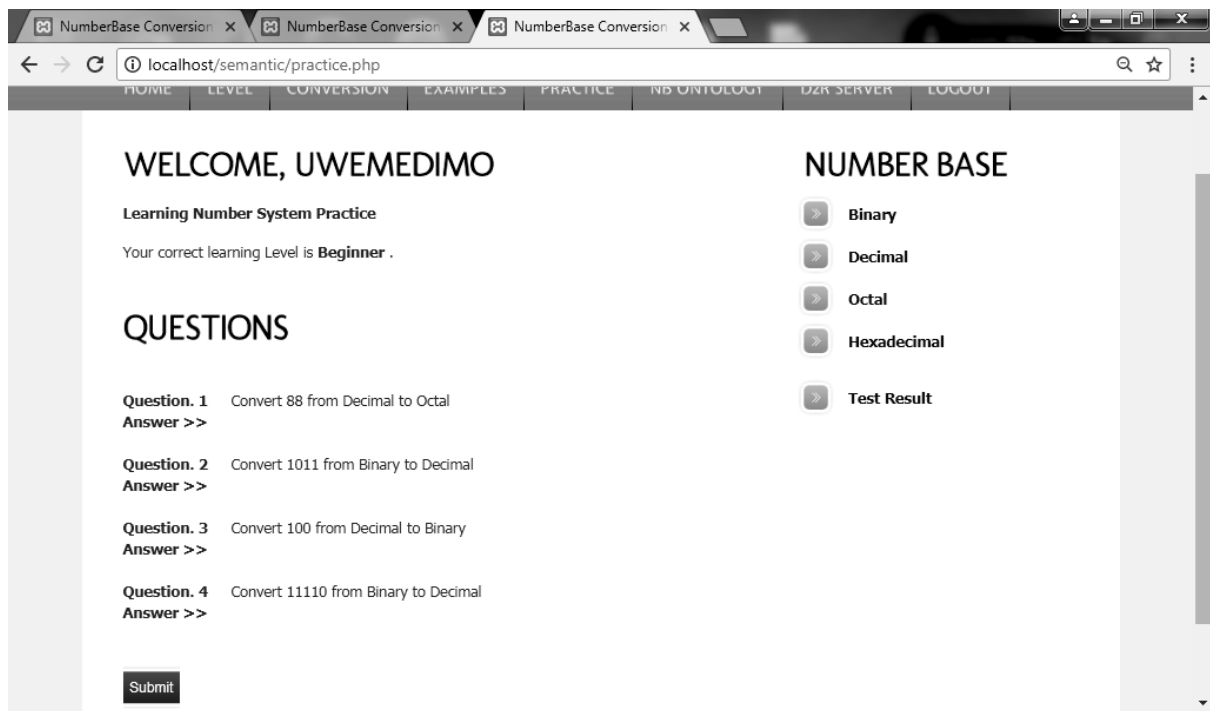 NumberBase Conversion
NumberBase Conversion
NumberBase Conversion
localhost/semantic/practice.php
HOME
LEVEL
CONVERSION
EXAMPLES
PRACTICE
NB ONTOLOGY
D2R SERVER
LOGOUT
WELCOME, UWEMEDIMO
Learning Number System Practice
Your correct learning Level is Beginner .
QUESTIONS
Question. 1 Convert 88 from Decimal to Octal
Answer >>
Question. 2 Convert 1011 from Binary to Decimal
Answer >>
Question. 3 Convert 100 from Decimal to Binary
Answer >>
Question. 4 Convert 11110 from Binary to Decimal
Answer >>
Submit
NUMBER BASE
Binary
Decimal
Octal
Hexadecimal
Test Result